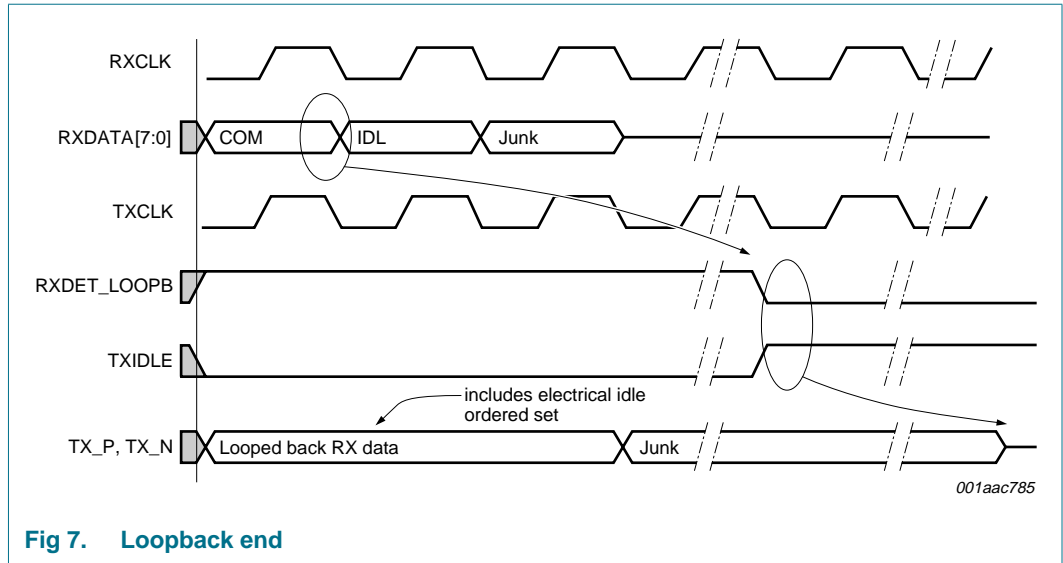 RXCLK
RXDATA[7:0]
COM
IDL
Junk
TXCLK
RXDET_LOOPB
TXIDLE
includes electrical idle
ordered set
TX_P, TX_N
Looped back RX data
Junk
001aac785
Fig 7. Loopback end